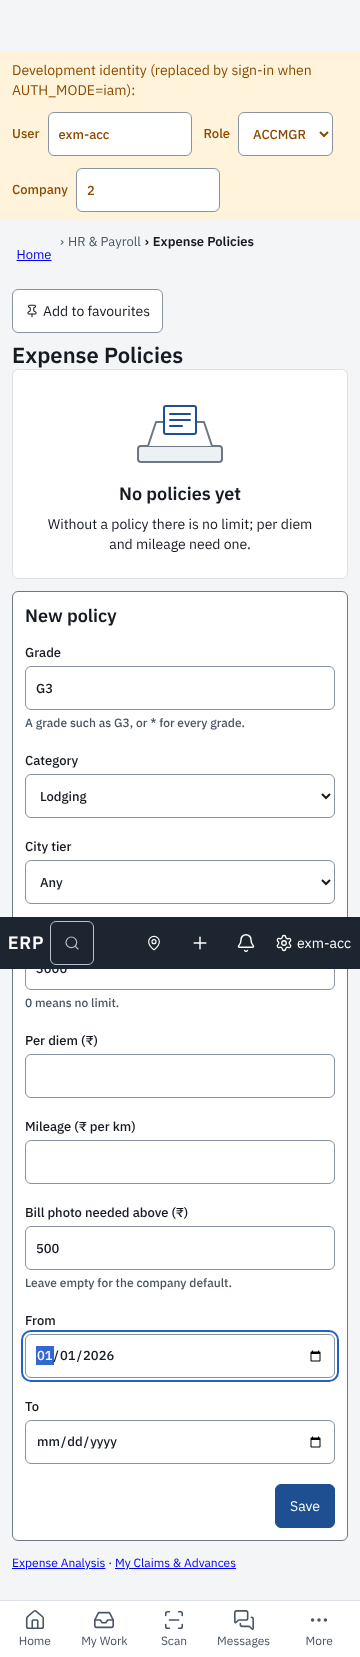 Development identity (replaced by sign-in when
AUTH_MODE=iam):
User exm-acc Role ACCMGR
Company 2
Home › HR & Payroll › Expense Policies
Add to favourites
Expense Policies
No policies yet
Without a policy there is no limit; per diem
and mileage need one.
New policy
Grade
G3
A grade such as G3, or * for every grade.
Category
Lodging
City tier
Any
ERP exm-acc
0 means no limit.
Per diem (₹)
Mileage (₹ per km)
Bill photo needed above (₹)
500
Leave empty for the company default.
From
01/01/2026
To
mm/dd/yyyy
Save
Expense Analysis · My Claims & Advances
Home My Work Scan Messages More